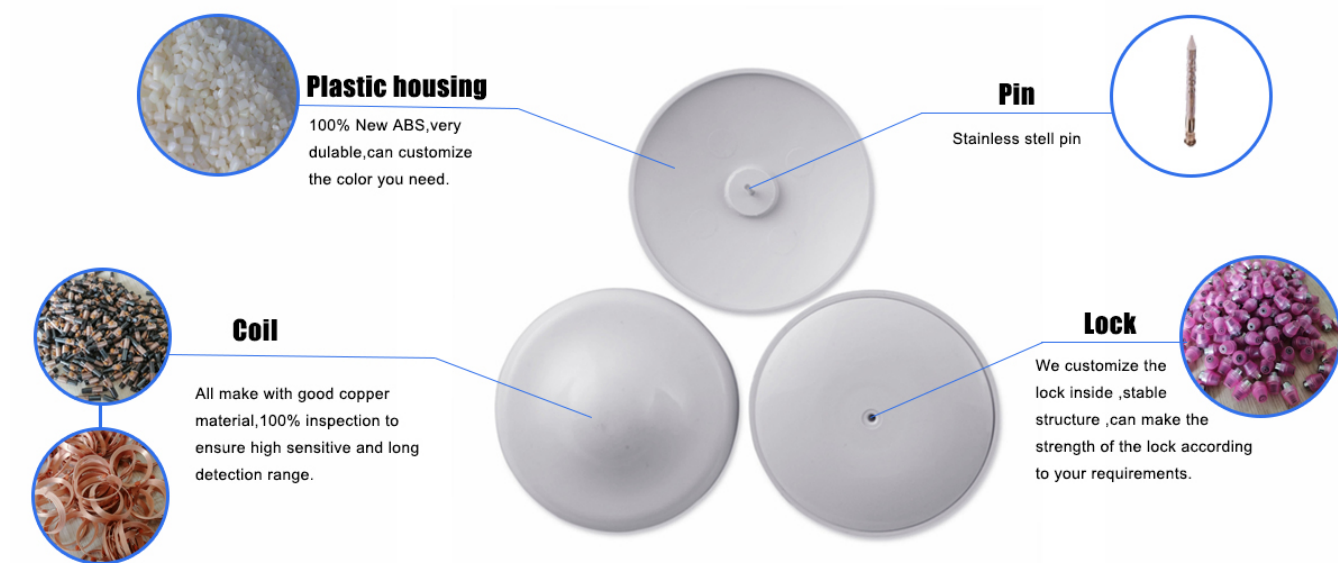 Plastic housing
100% New ABS,very
dulable,can customize
the color you need.
Pin
Stainless stell pin
Coil
All make with good copper
material,100% inspection to
ensure high sensitive and long
detection range.
Lock
We customize the
lock inside ,stable
structure ,can make the
strength of the lock according
to your requirements.